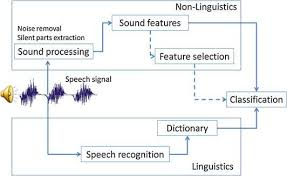 Non-Linguistics
Noise removal
Silent parts extraction
Sound processing
Sound features
Feature selection
Speech signal
Classification
Dictionary
Speech recognition
Linguistics